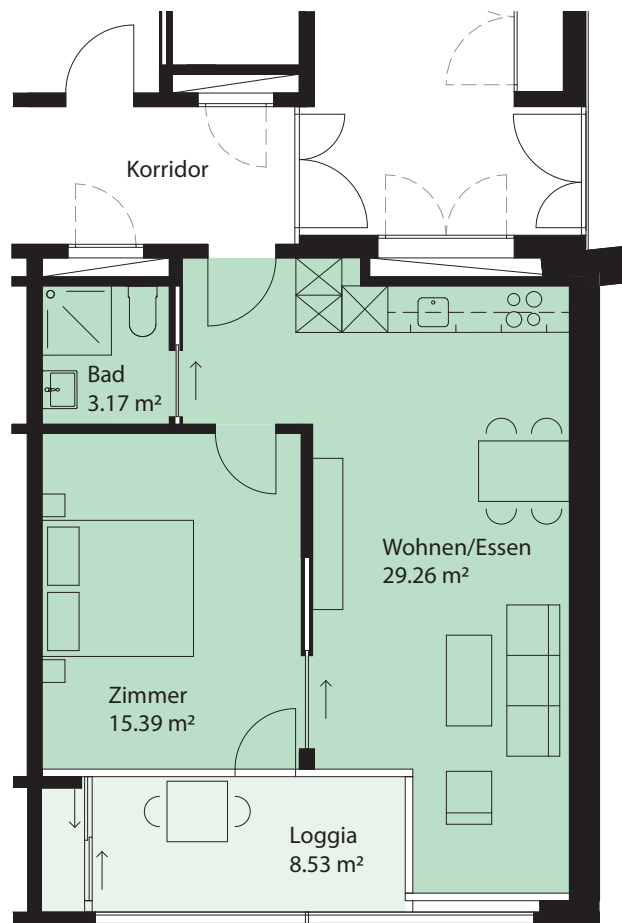 Korridor
Bad
3.17 m²
Wohnen/Essen
29.26 m²
Zimmer
15.39 m²
Loggia
8.53 m²